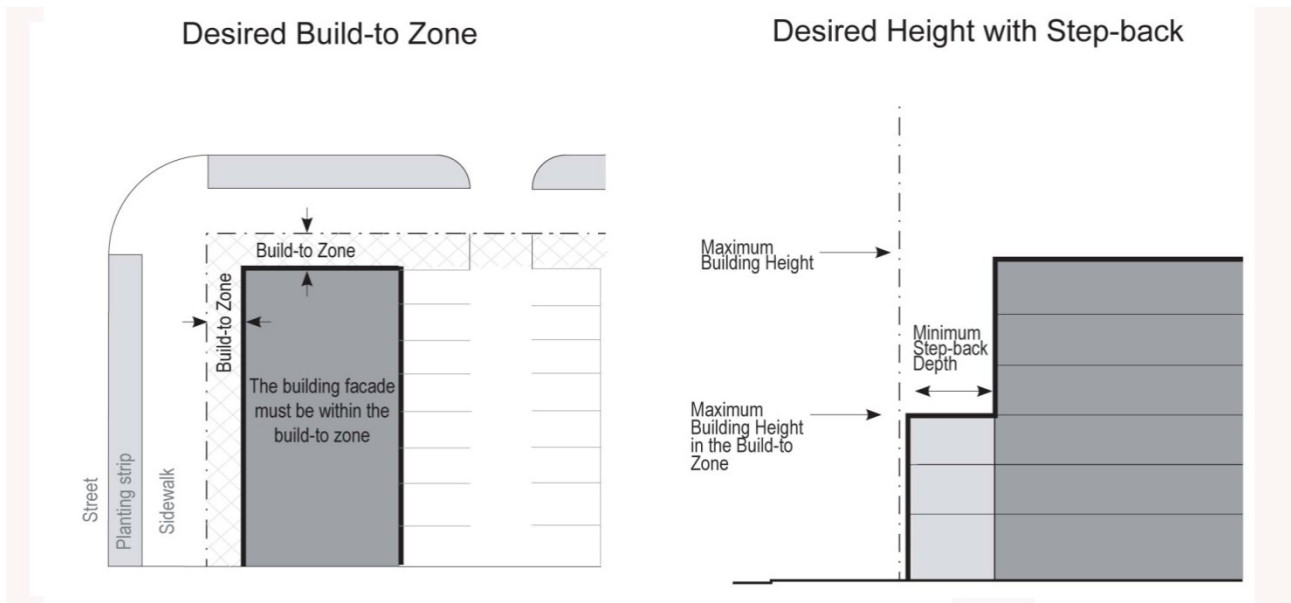 Desired Build-to Zone
Build-to Zone
Build-to Zone
The building facade
must be within the
build-to zone
Street
Planting strip
Sidewalk
Desired Height with Step-back
Maximum
Building Height
Minimum
Step-back
Depth
Maximum
Building Height
in the Build-to
Zone